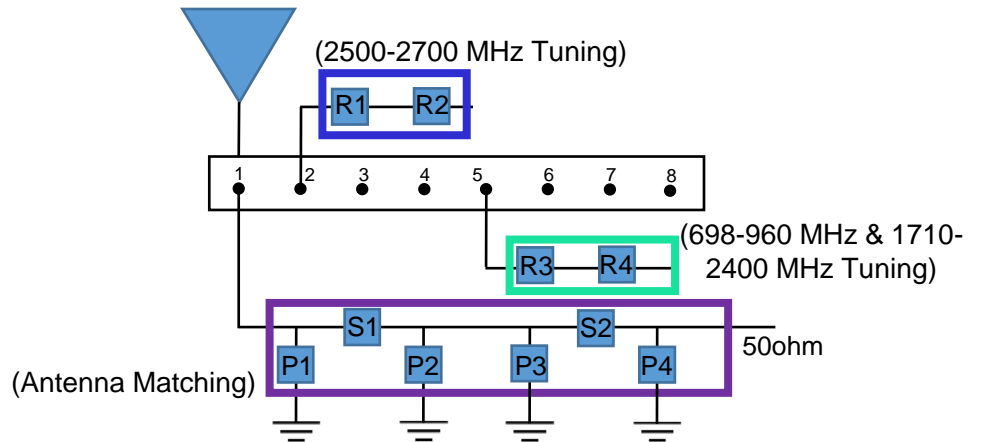 (2500-2700 MHz Tuning)
R1 R2
1 2 3 4 5 6 7 8
(698-960 MHz & 1710-
2400 MHz Tuning)
R3 R4
S1 S2
50ohm
P1 P2 P3 P4
(Antenna Matching)